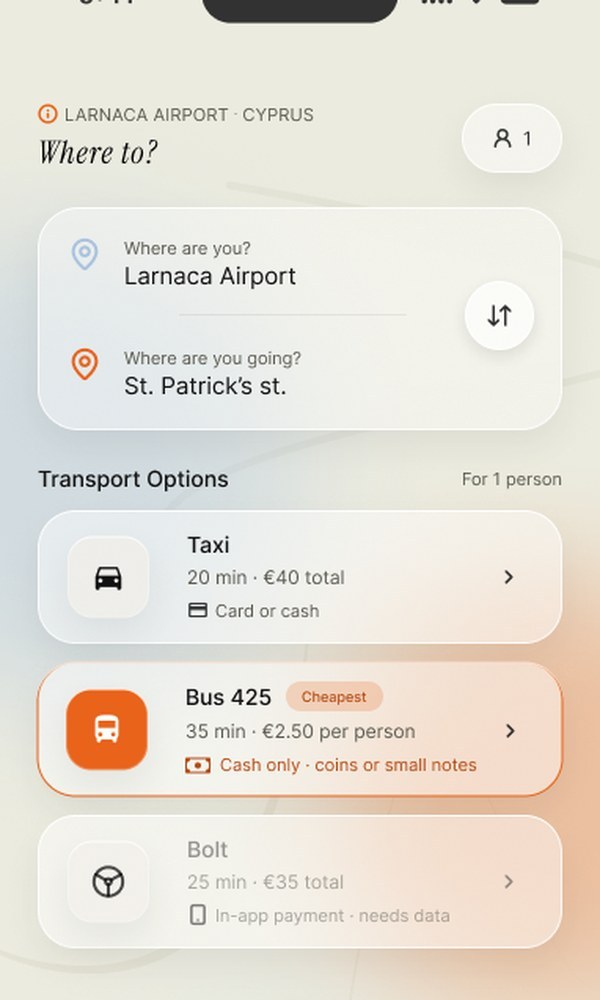 LARNACA AIRPORT · CYPRUS
Where to?
1
Where are you?
Larnaca Airport
Where are you going?
St. Patrick's st.
Transport Options
For 1 person
Taxi
20 min · €40 total
Card or cash
Bus 425 Cheapest
35 min · €2.50 per person
Cash only · coins or small notes
Bolt
25 min · €35 total
In-app payment · needs data